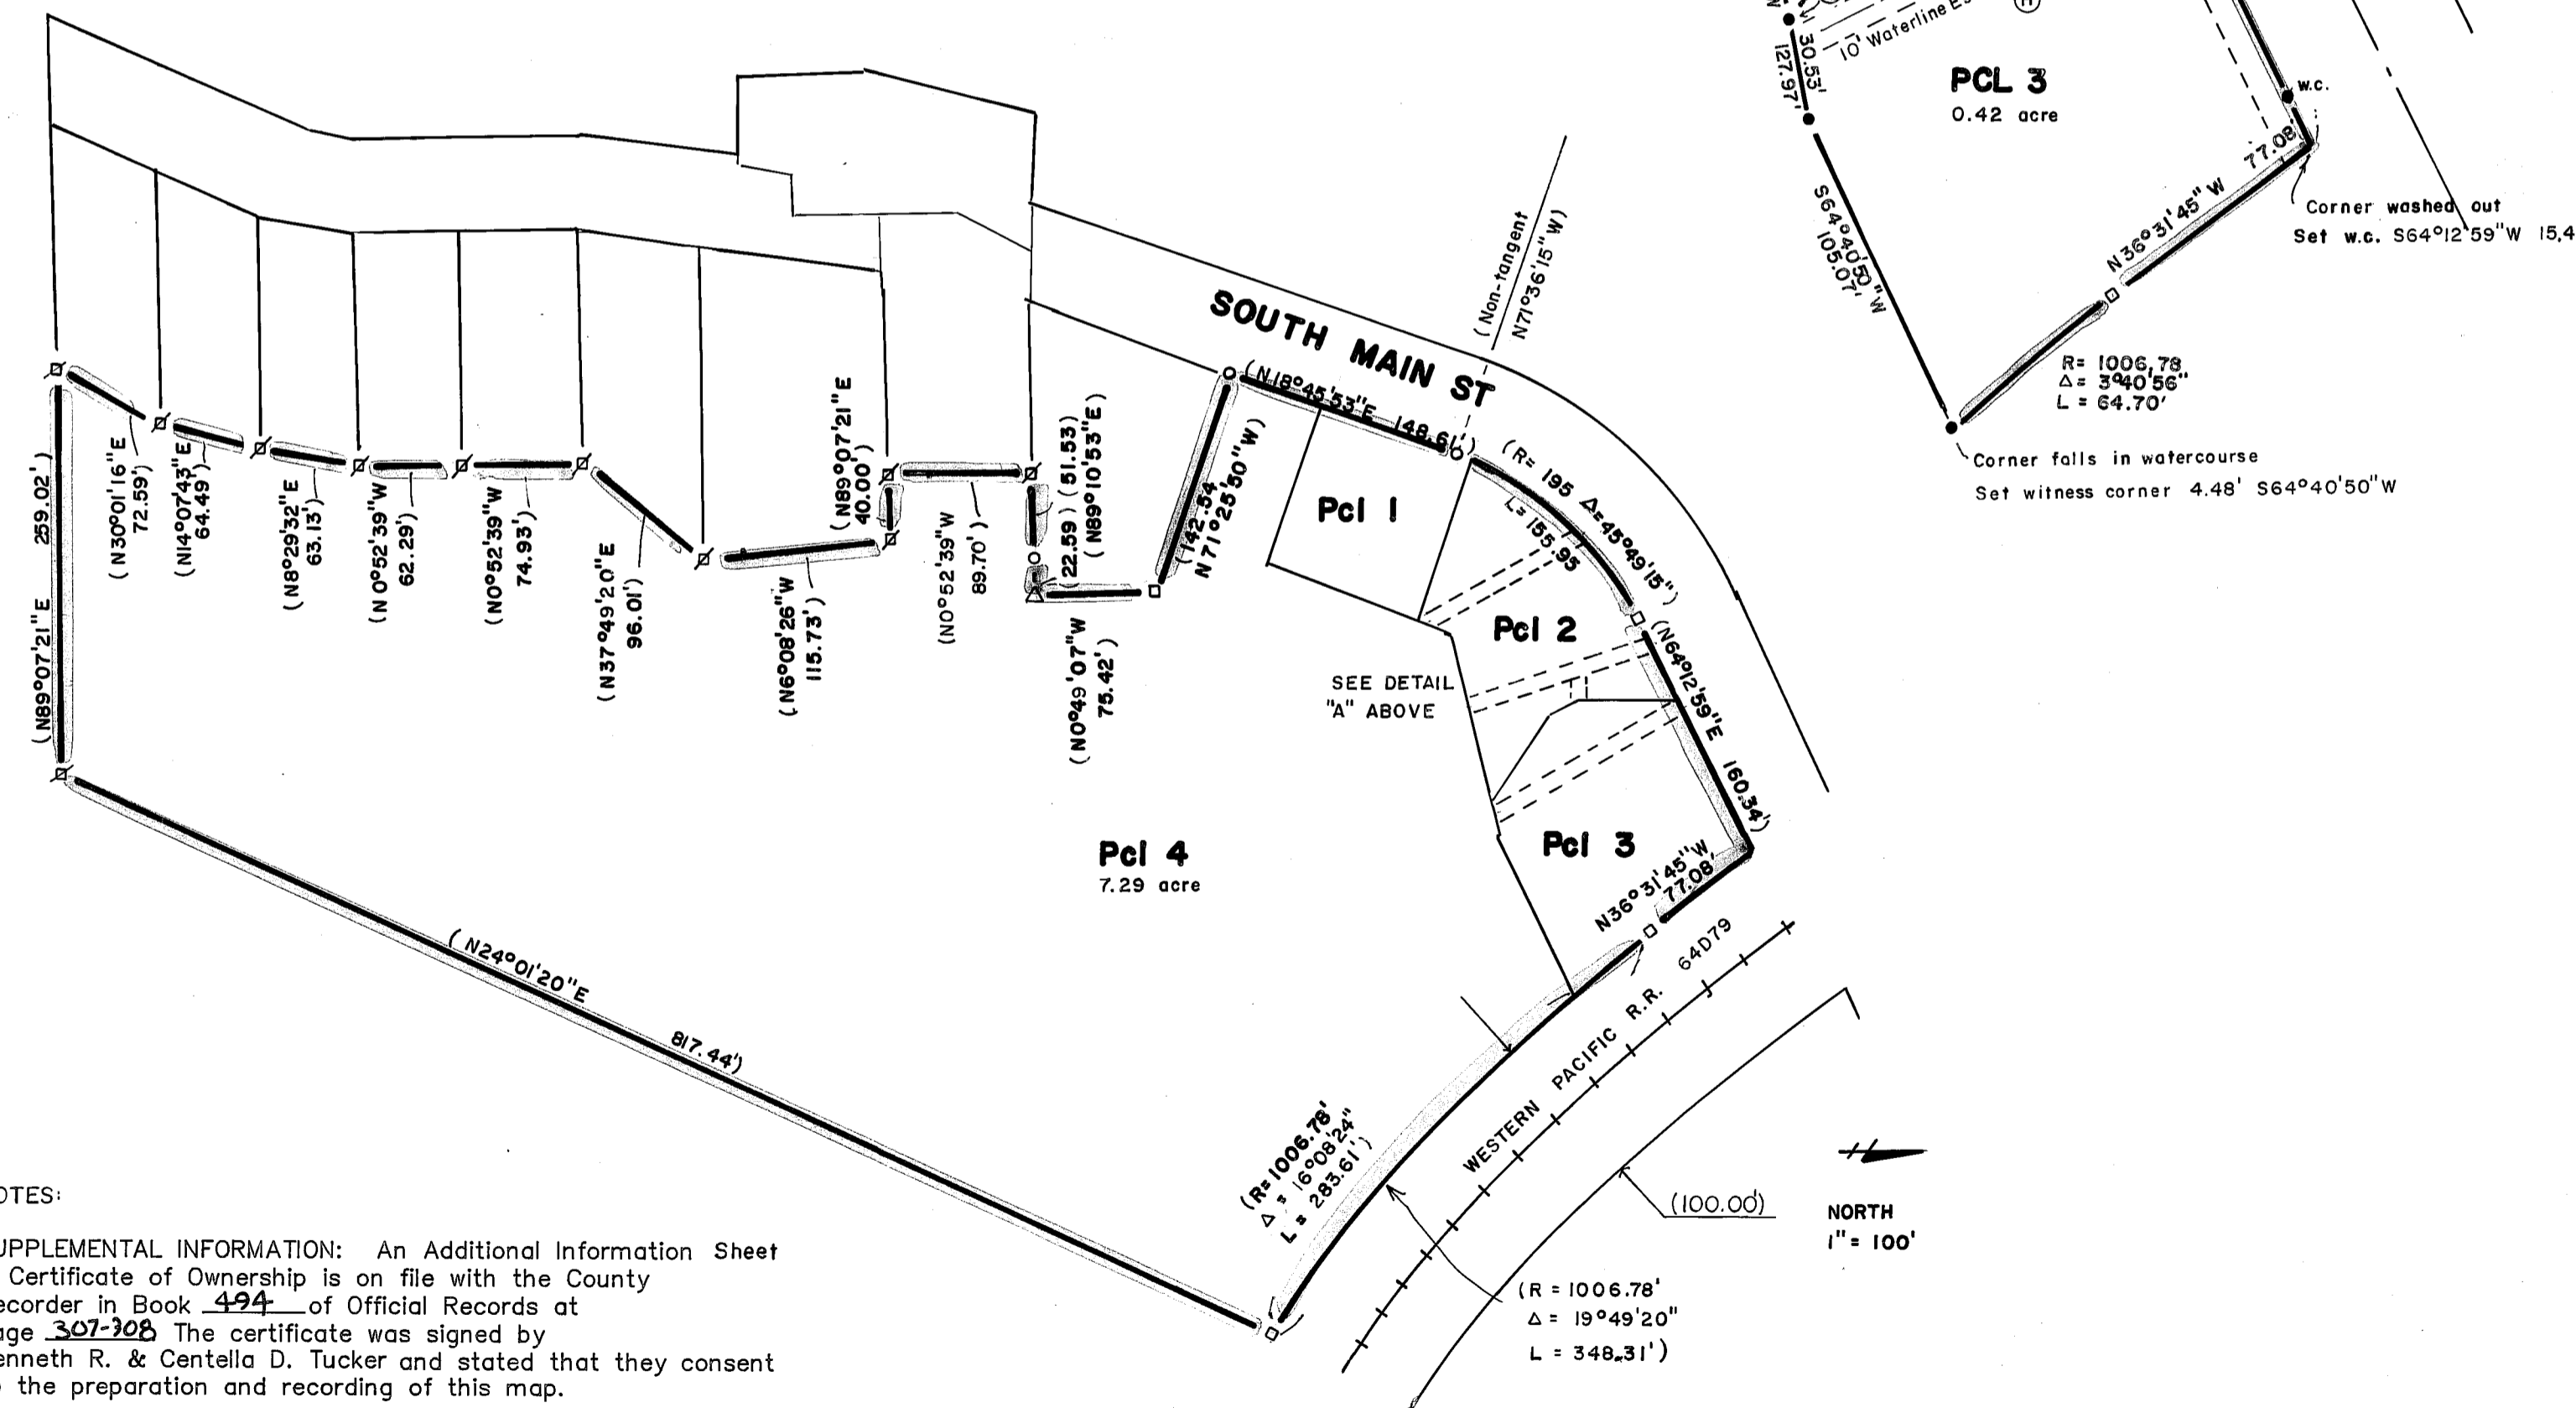 10' Waterline Es
H
30.53'
127.97'
PCL 3
0.42 acre
w.c.
77.08'
N36°31'45"W
Corner washed out
Set w.c. S64°12'59"W 15,4
S64°40'50"W
105.07'
R= 1006,78
Δ= 3°40'56"
L = 64.70'
Corner falls in watercourse
Set witness corner 4.48' S64°40'50"W
(Non-tangent
N71°36'15"W)
SOUTH MAIN ST
(N18°45'53"E 148.61')
(R= 195 Δ=45°49'15")
L=155.95
(N64°12'59"E 160.34')
(N89°07'21"E 259.02')
(N30°01'16"E
72.59')
(N14°07'43"E
64.49')
(N8°29'32"E
63.13')
(N0°52'39"W
62.29')
(N0°52'39"W
74.93')
(N37°49'20"E
96.01')
(N6°08'26"W
115.73')
(N89°07'21"E
40.00')
(N0°52'39"W
89.70')
(22.59) (51.53)
(N89°10'53"E)
(N0°49'07"W
75.42')
(142.54
N71°25'50"W)
Pcl 1
Pcl 2
SEE DETAIL
"A" ABOVE
Pcl 3
N36°31'45"W
77.08'
Pcl 4
7.29 acre
(N24°01'20"E
817.44')
(R=1006.78'
Δ = 16°08'24"
L = 283.61')
WESTERN PACIFIC R.R. 64D79
(100.00)
(R = 1006.78'
Δ = 19°49'20"
L = 348.31')
NORTH
1"= 100'
OTES:
UPPLEMENTAL INFORMATION: An Additional Information Sheet
Certificate of Ownership is on file with the County
ecorder in Book 494 of Official Records at
age 307-308 The certificate was signed by
enneth R. & Centella D. Tucker and stated that they consent
the preparation and recording of this map.